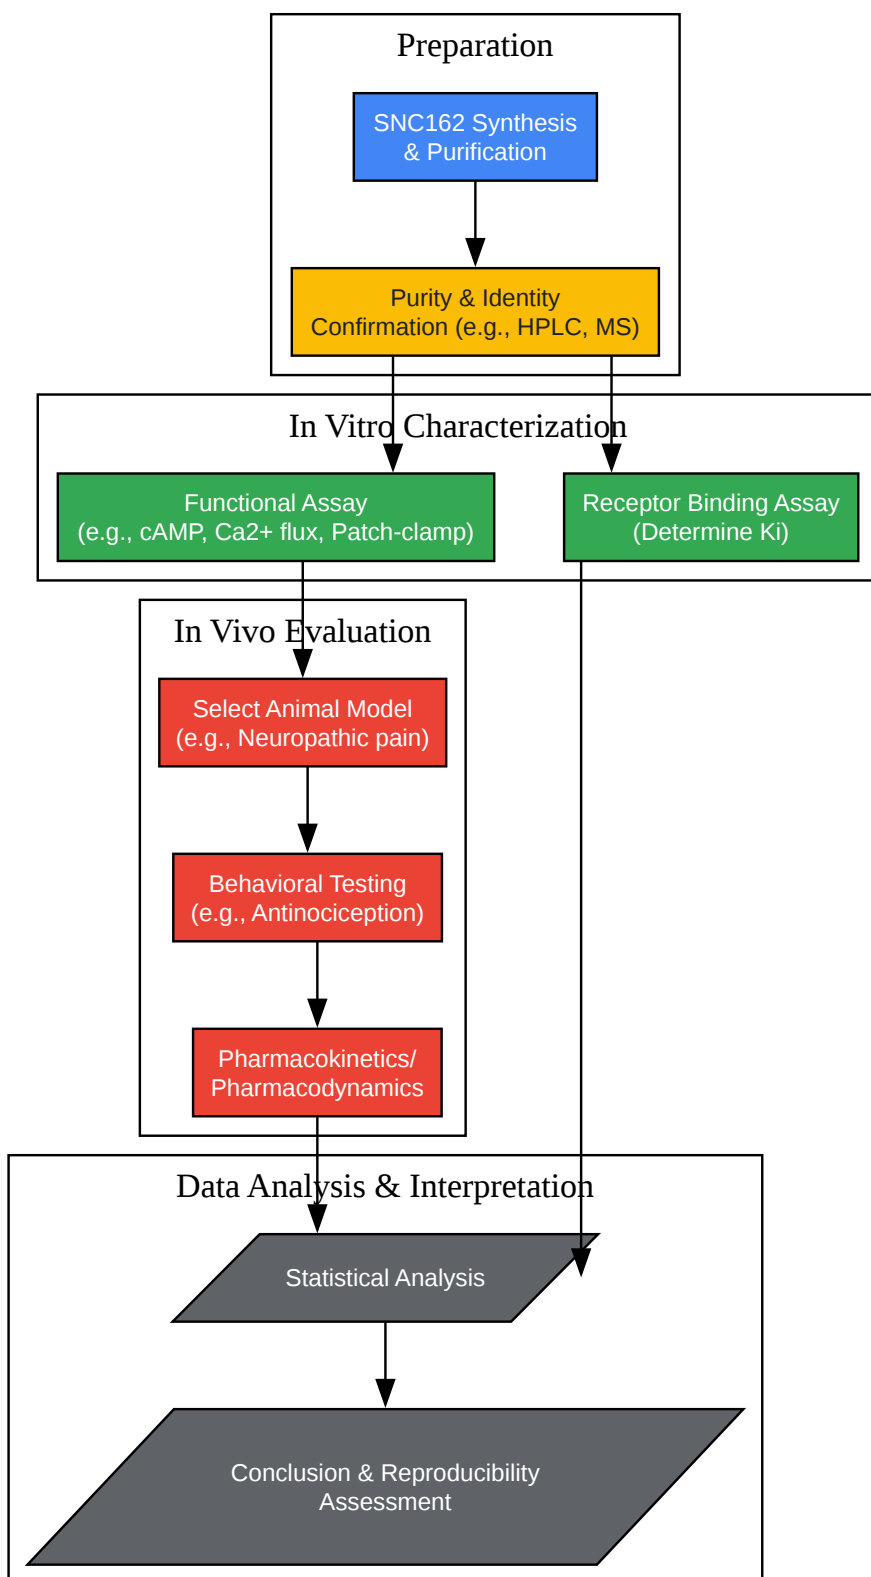 Preparation
SNC162 Synthesis
& Purification
Purity & Identity
Confirmation (e.g., HPLC, MS)
In Vitro Characterization
Functional Assay
(e.g., cAMP, Ca2+ flux, Patch-clamp)
Receptor Binding Assay
(Determine Ki)
In Vivo Evaluation
Select Animal Model
(e.g., Neuropathic pain)
Behavioral Testing
(e.g., Antinociception)
Pharmacokinetics/
Pharmacodynamics
Data Analysis & Interpretation
Statistical Analysis
Conclusion & Reproducibility
Assessment